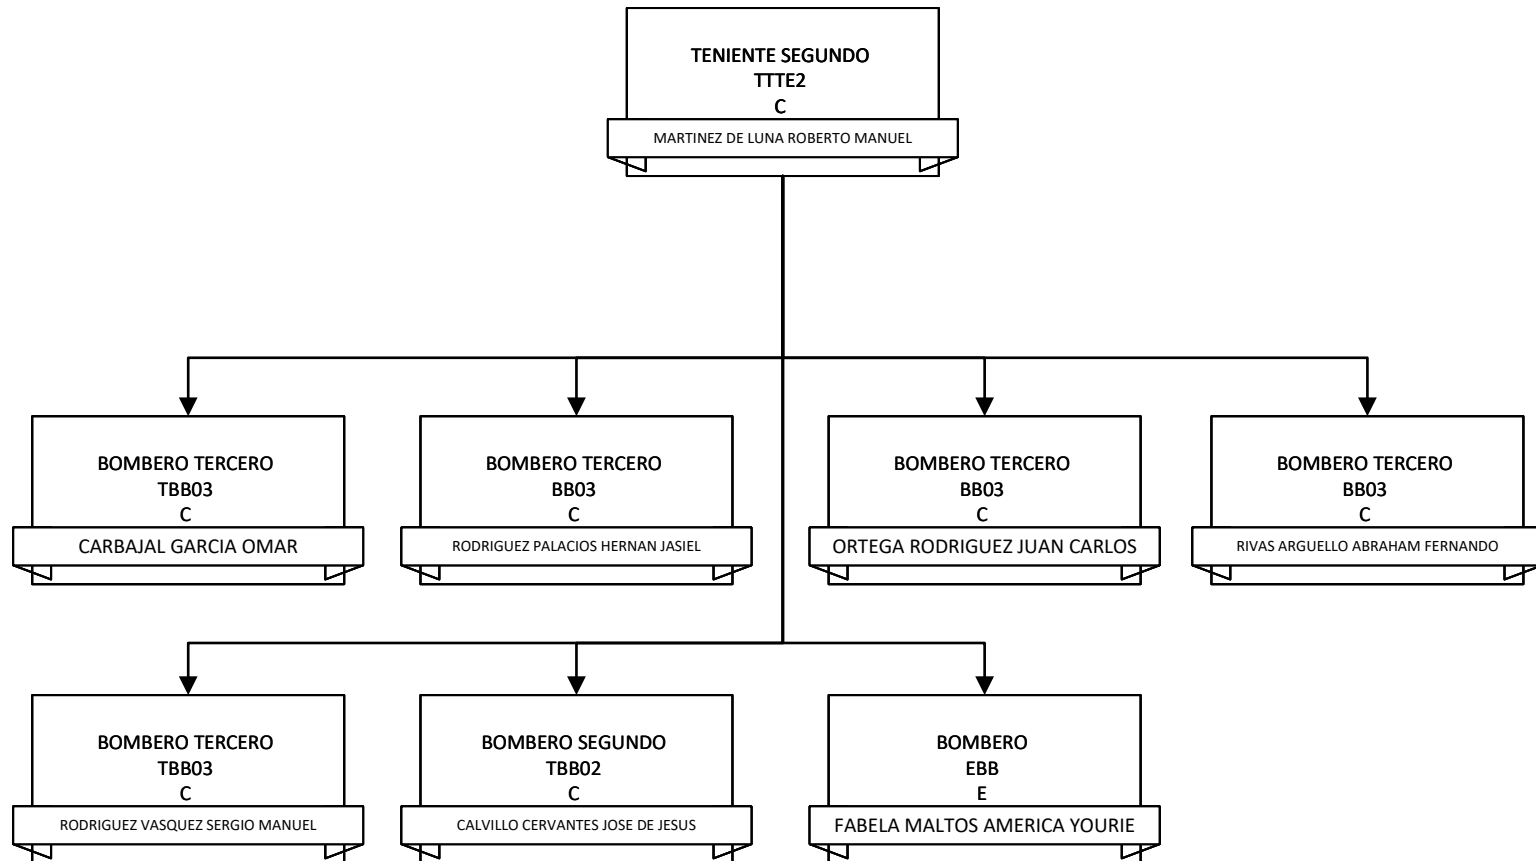 TENIENTE SEGUNDO
TTTE2
C
MARTINEZ DE LUNA ROBERTO MANUEL
BOMBERO TERCERO
TBB03
C
CARBAJAL GARCIA OMAR
BOMBERO TERCERO
BB03
C
RODRIGUEZ PALACIOS HERNAN JASIEL
BOMBERO TERCERO
BB03
C
ORTEGA RODRIGUEZ JUAN CARLOS
BOMBERO TERCERO
BB03
C
RIVAS ARGUELLO ABRAHAM FERNANDO
BOMBERO TERCERO
TBB03
C
RODRIGUEZ VASQUEZ SERGIO MANUEL
BOMBERO SEGUNDO
TBB02
C
CALVILLO CERVANTES JOSE DE JESUS
BOMBERO
EBB
E
FABELA MALTOS AMERICA YOURIE